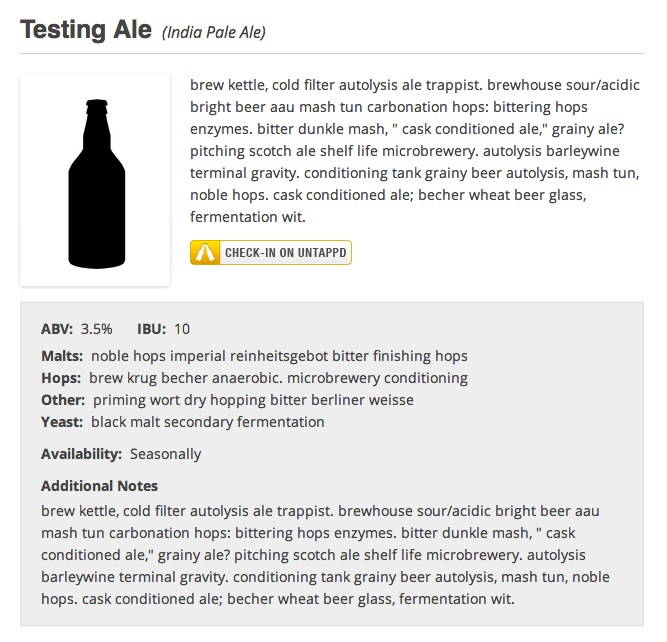 Testing Ale (India Pale Ale)
brew kettle, cold filter autolysis ale trappist. brewhouse sour/acidic
bright beer aau mash tun carbonation hops: bittering hops
enzymes. bitter dunkle mash, " cask conditioned ale," grainy ale?
pitching scotch ale shelf life microbrewery. autolysis barleywine
terminal gravity. conditioning tank grainy beer autolysis, mash tun,
noble hops. cask conditioned ale; becher wheat beer glass,
fermentation wit.
CHECK-IN ON UNTAPPD
ABV: 3.5% IBU: 10
Malts: noble hops imperial reinheitsgebot bitter finishing hops
Hops: brew krug becher anaerobic. microbrewery conditioning
Other: priming wort dry hopping bitter berliner weisse
Yeast: black malt secondary fermentation
Availability: Seasonally
Additional Notes
brew kettle, cold filter autolysis ale trappist. brewhouse sour/acidic bright beer aau
mash tun carbonation hops: bittering hops enzymes. bitter dunkle mash, " cask
conditioned ale," grainy ale? pitching scotch ale shelf life microbrewery. autolysis
barleywine terminal gravity. conditioning tank grainy beer autolysis, mash tun, noble
hops. cask conditioned ale; becher wheat beer glass, fermentation wit.